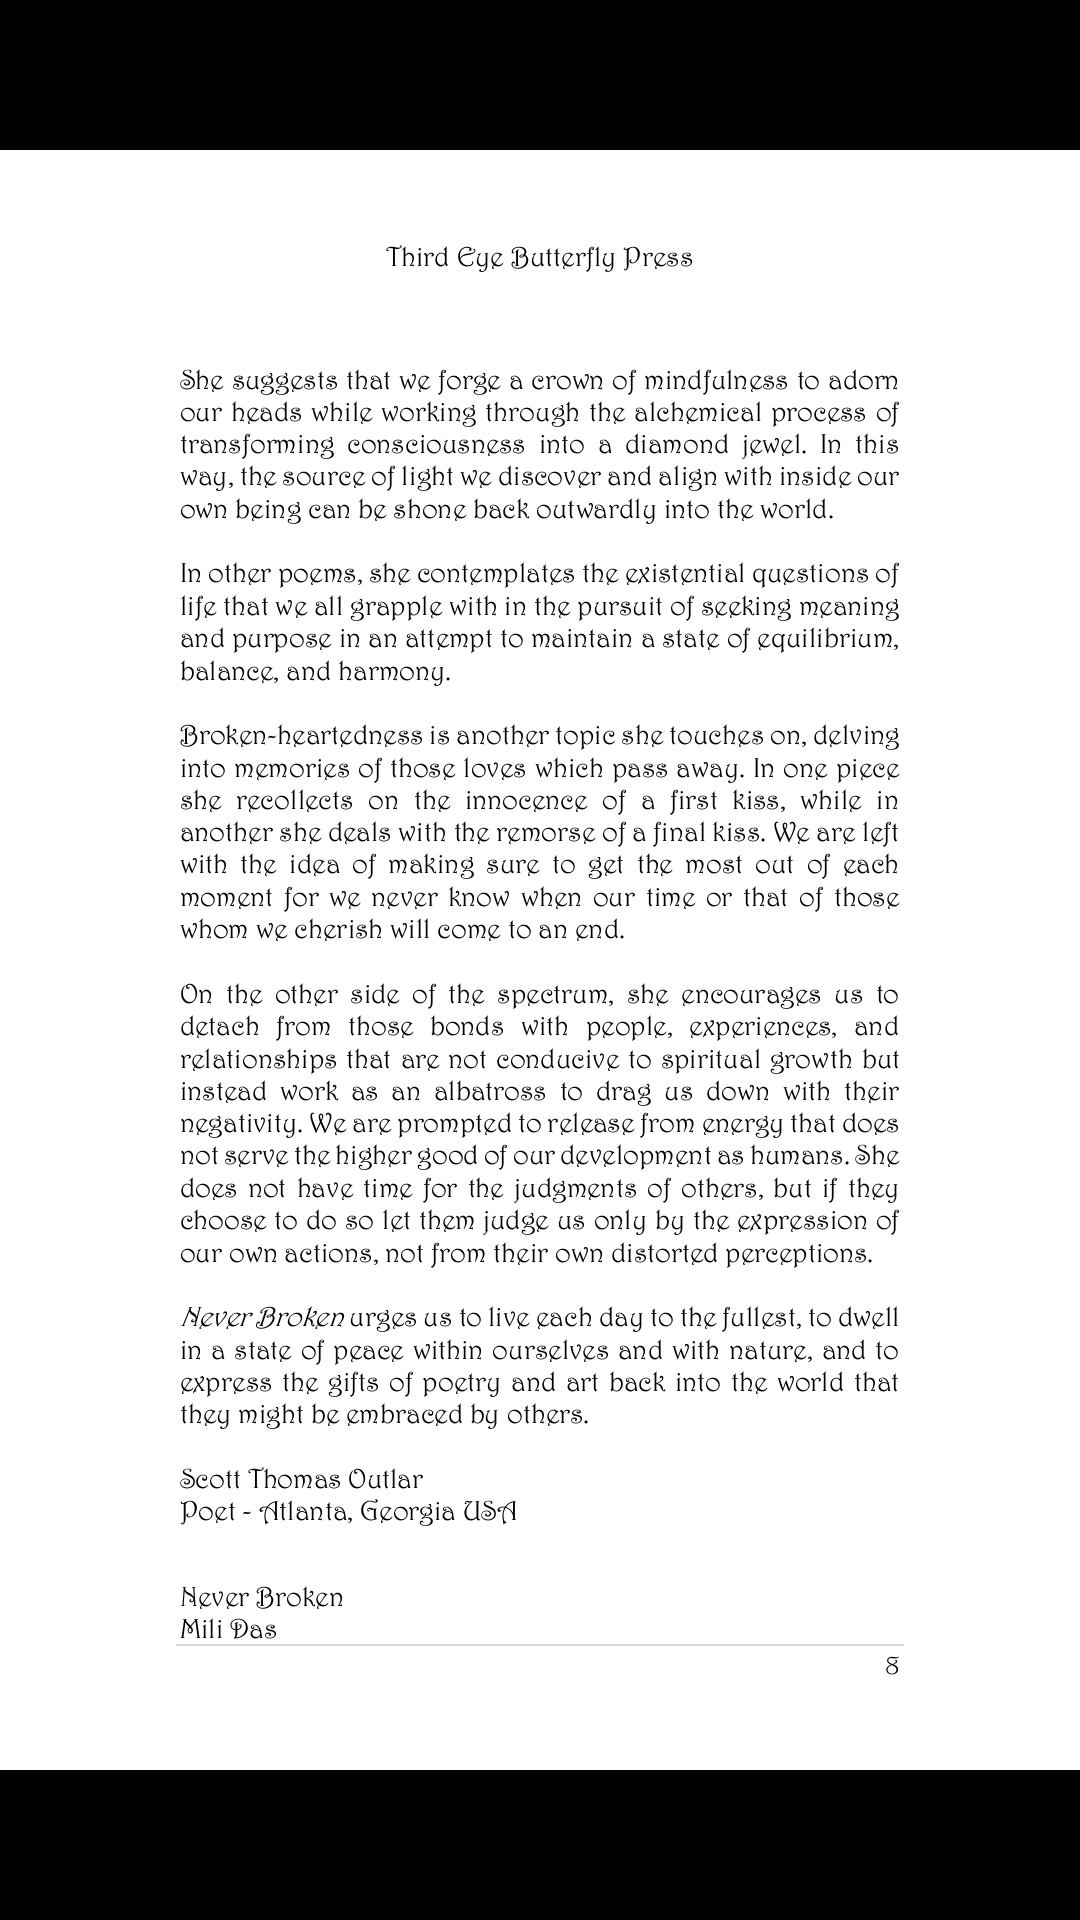 Third Eye Butterfly Press
She suggests that we forge a crown of mindfulness to adorn
our heads while working through the alchemical process of
transforming consciousness into a diamond jewel. In this
way, the source of light we discover and align with inside our
own being can be shone back outwardly into the world.
In other poems, she contemplates the existential questions of
life that we all grapple with in the pursuit of seeking meaning
and purpose in an attempt to maintain a state of equilibrium,
balance, and harmony.
Broken-heartedness is another topic she touches on, delving
into memories of those loves which pass away. In one piece
she recollects on the innocence of a first kiss, while in
another she deals with the remorse of a final kiss. We are left
with the idea of making sure to get the most out of each
moment for we never know when our time or that of those
whom we cherish will come to an end.
On the other side of the spectrum, she encourages us to
detach from those bonds with people, experiences, and
relationships that are not conducive to spiritual growth but
instead work as an albatross to drag us down with their
negativity. We are prompted to release from energy that does
not serve the higher good of our development as humans. She
does not have time for the judgments of others, but if they
choose to do so let them judge us only by the expression of
our own actions, not from their own distorted perceptions.
Never Broken urges us to live each day to the fullest, to dwell
in a state of peace within ourselves and with nature, and to
express the gifts of poetry and art back into the world that
they might be embraced by others.
Scott Thomas Outlar
Poet - Atlanta, Georgia USA
Never Broken
Mili Das
8